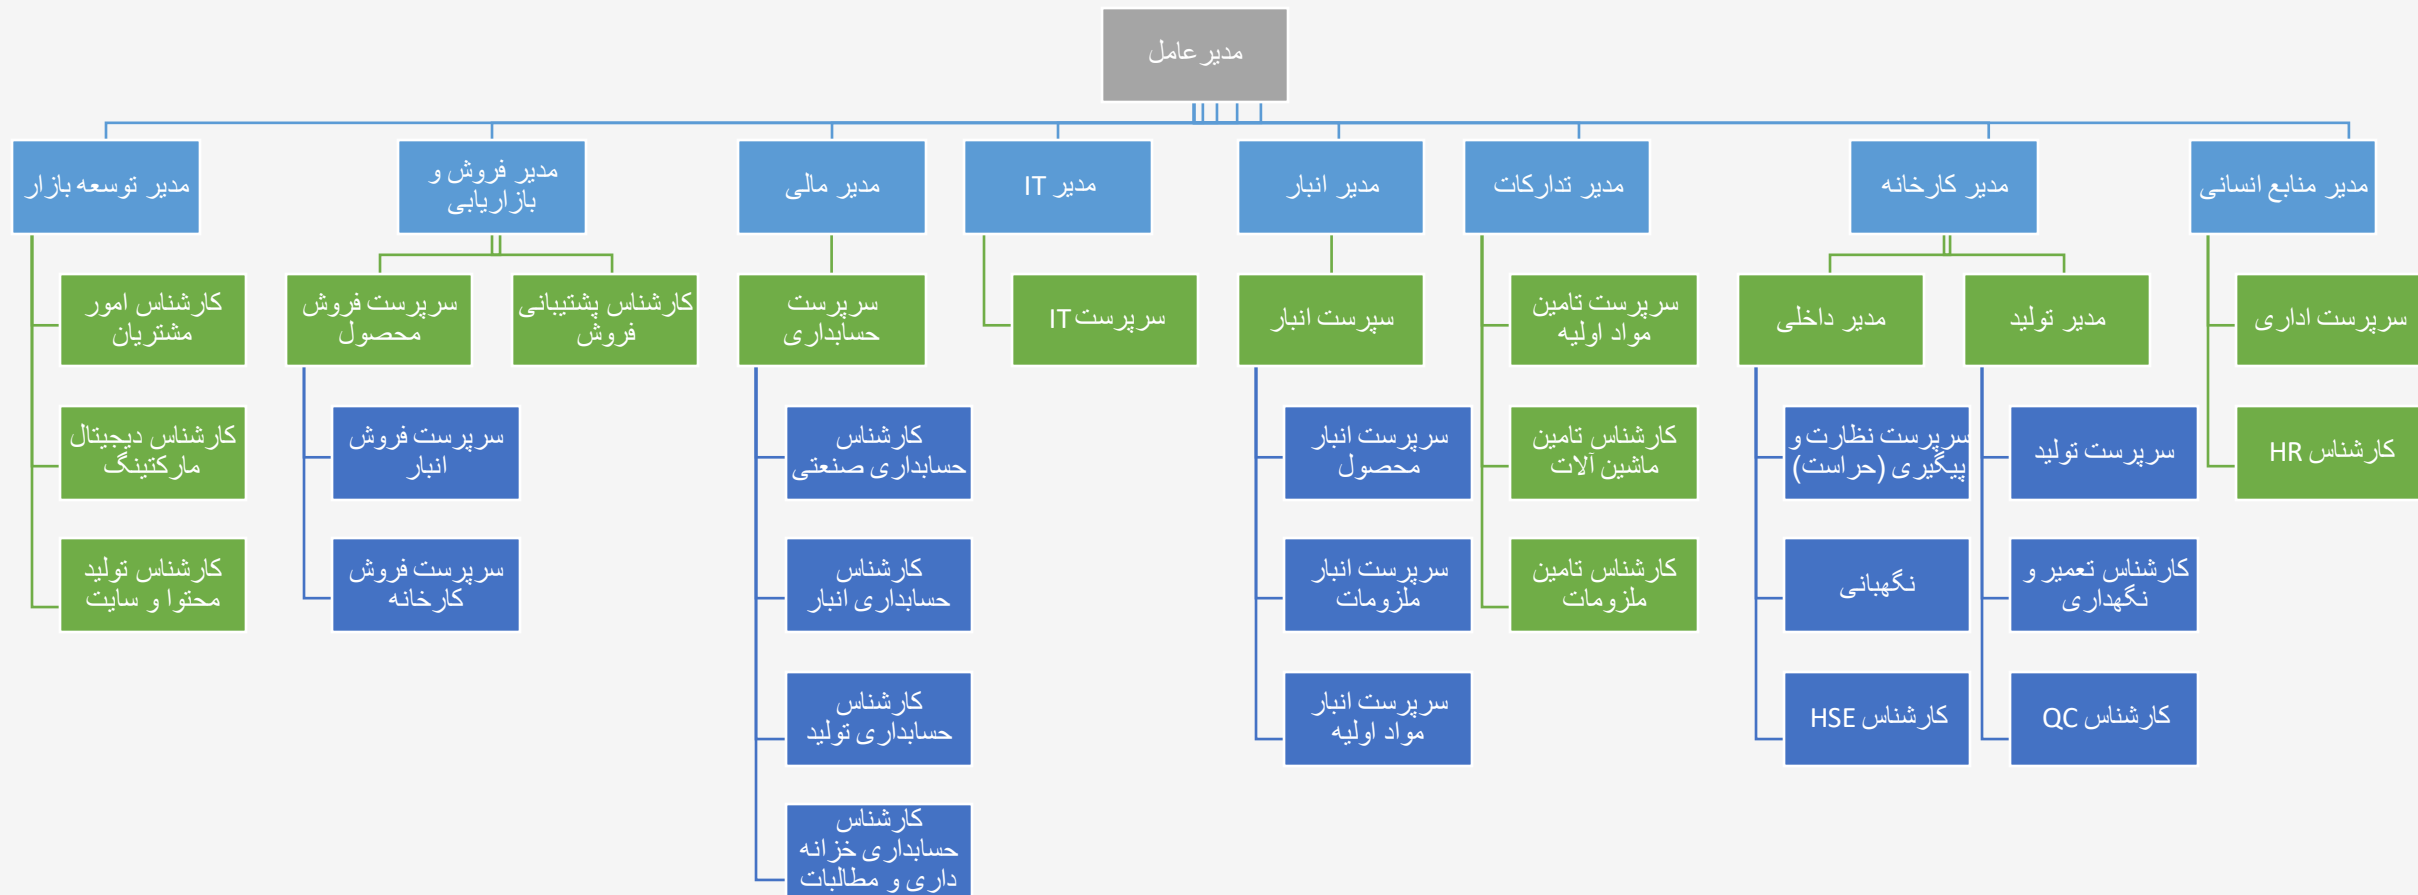 مدیر عامل
مدیر منابع انسانی
مدیر کارخانه
مدیر تدارکات
مدیر انبار
مدیر IT
مدیر مالی
مدیر فروش و
بازاریابی
مدیر توسعه بازار
سرپرست اداری
کارشناس HR
مدیر تولید
سرپرست تولید
کارشناس تعمیر و
نگهداری
کارشناس QC
مدیر داخلی
سرپرست نظارت و
پیگیری (حراست)
نگهبانی
کارشناس HSE
سرپرست تامین
مواد اولیه
کارشناس تامین
ماشین آلات
کارشناس تامین
ملزومات
سپرست انبار
سرپرست انبار
محصول
سرپرست انبار
ملزومات
سرپرست انبار
مواد اولیه
سرپرست IT
سرپرست
حسابداری
کارشناس
حسابداری صنعتی
کارشناس
حسابداری انبار
کارشناس
حسابداری تولید
کارشناس
حسابداری خزانه
داری و مطالبات
کارشناس پشتیبانی
فروش
سرپرست فروش
محصول
سرپرست فروش
انبار
سرپرست فروش
کارخانه
کارشناس امور
مشتریان
کارشناس دیجیتال
مارکتینگ
کارشناس تولید
محتوا و سایت